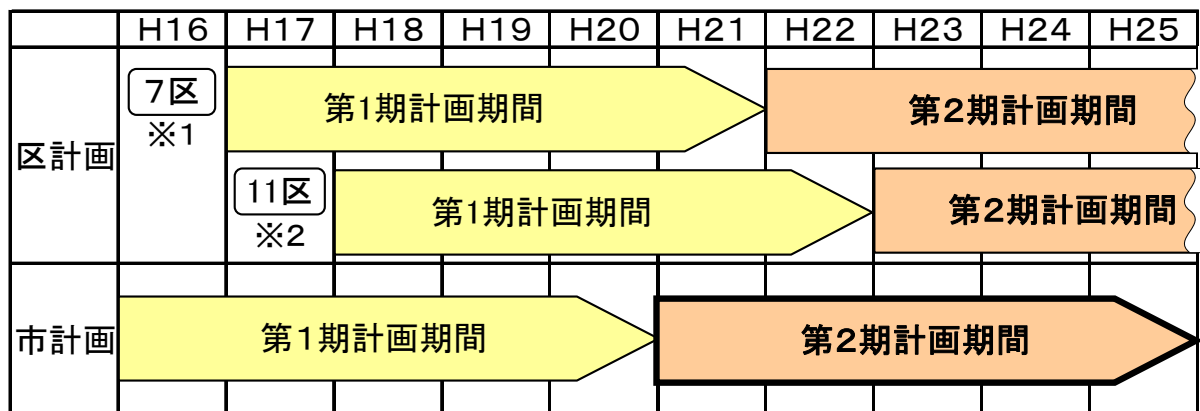 H16 H17 H18 H19 H20 H21 H22 H23 H24 H25
区計画
7区
※1
第1期計画期間
第2期計画期間
11区
※2
第1期計画期間
第2期計画期間
市計画
第1期計画期間
第2期計画期間